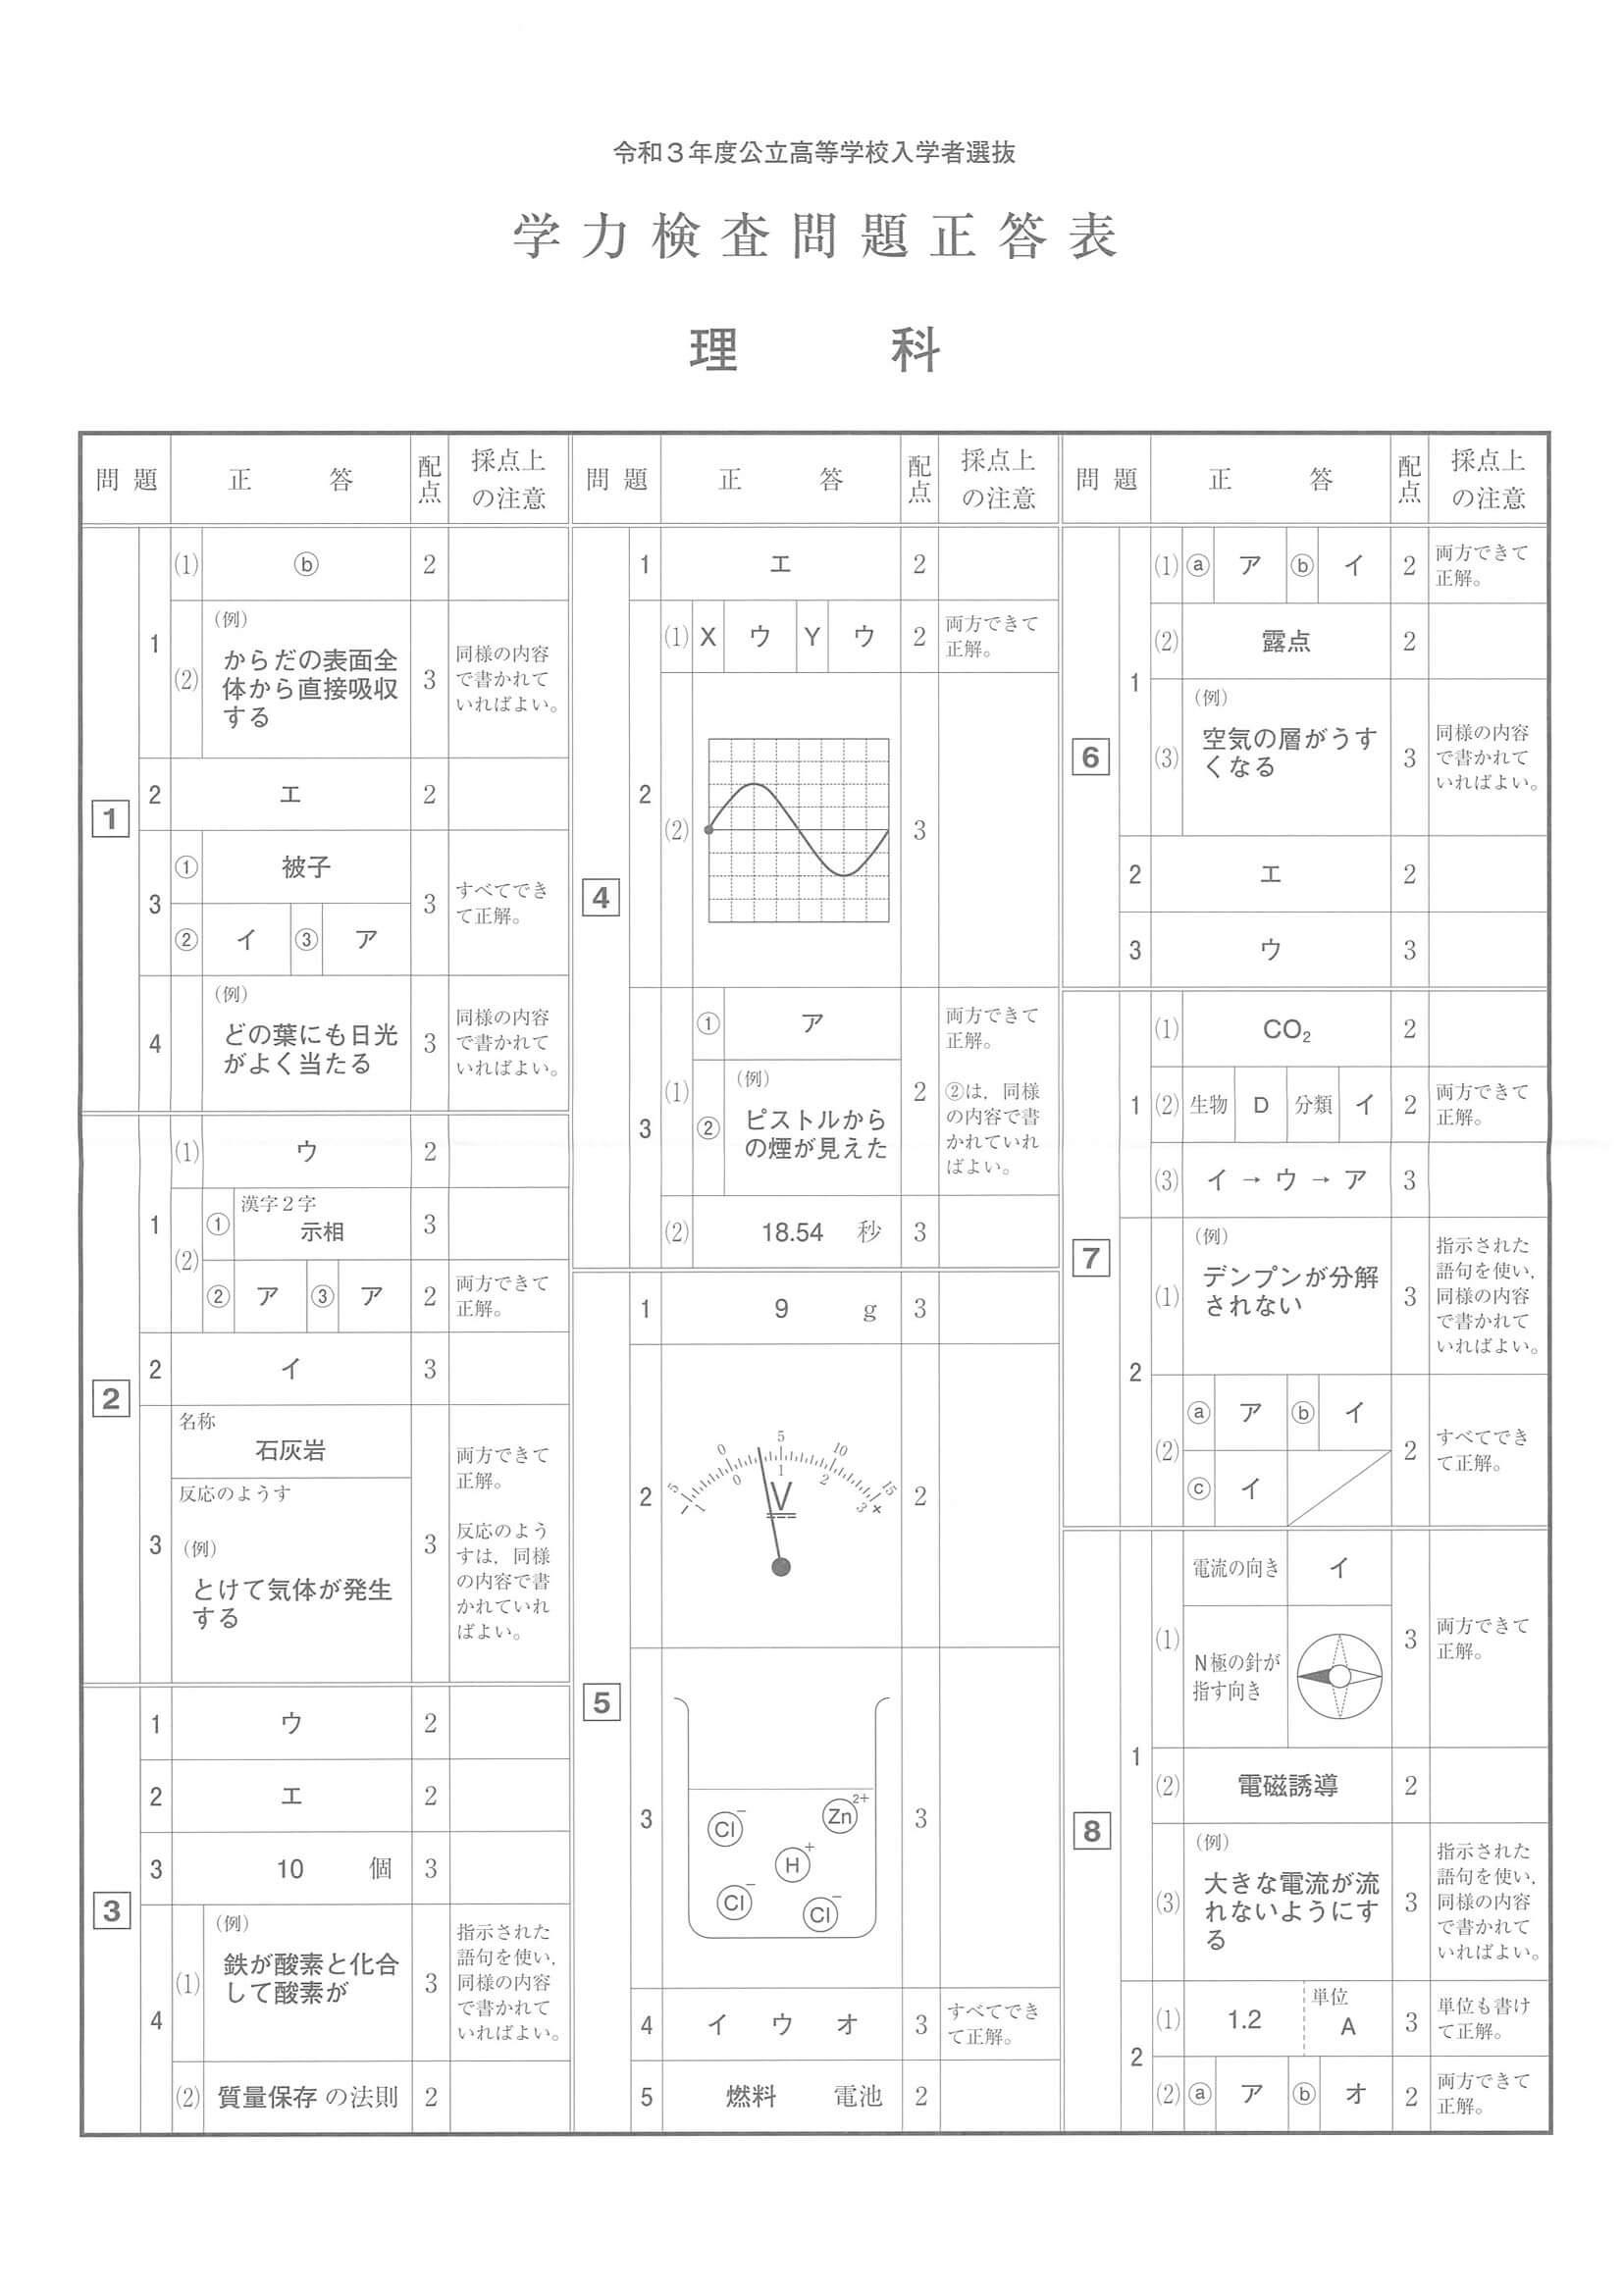 令和3年度公立高等学校入学者選抜
学力検査問題正答表
理 科
問題 正 答 配点 採点上の注意
1
1 (1) ⓑ 2
(2) (例) 3
からだの表面全
体から直接吸収
する
同様の内容
で書かれて
いればよい。
2 エ 2
3 ① 被子 3
② イ ③ ア
すべてでき
て正解。
4 (例) 3
どの葉にも日光
がよく当たる
同様の内容
で書かれて
いればよい。
2
1 (1) ウ 2
(2) ① 漢字2字 3
示相
② ア ③ ア 2
両方できて
正解。
2 イ 3
3 名称 3
石灰岩
反応のようす
(例)
とけて気体が発生
する
両方できて
正解。
反応のよう
すは,同様
の内容で書
かれていれ
ばよい。
3
1 ウ 2
2 エ 2
3 10 個 3
4 (1) (例) 3
鉄が酸素と化合
して酸素が
指示された
語句を使い,
同様の内容
で書かれて
いればよい。
(2) 質量保存 の法則 2
問題 正 答 配点 採点上の注意
4
1 エ 2
2 (1) X ウ Y ウ 2
両方できて
正解。
(2) 3
3 (1) ① ア 2
② (例)
ピストルから
の煙が見えた
両方できて
正解。
②は,同様
の内容で書
かれていれ
ばよい。
(2) 18.54 秒 3
5
1 9 g 3
2 2
5 0 5 10 15
− 1 0 1 2 3 +
V
3 3
Cl− Zn2+
H+
Cl− Cl−
4 イ ウ オ 3
すべてでき
て正解。
5 燃料 電池 2
問題 正 答 配点 採点上の注意
6
1 (1) ⓐ ア ⓑ イ 2
両方できて
正解。
(2) 露点 2
(3) (例) 3
空気の層がうす
くなる
同様の内容
で書かれて
いればよい。
2 エ 2
3 ウ 3
7
1 (1) CO₂ 2
(2) 生物 D 分類 イ 2
両方できて
正解。
(3) イ → ウ → ア 3
2 (1) (例) 3
デンプンが分解
されない
指示された
語句を使い,
同様の内容
で書かれて
いればよい。
(2) ⓐ ア ⓑ イ 2
ⓒ イ
すべてでき
て正解。
8
1 (1) 電流の向き イ 3
N極の針が
指す向き
両方できて
正解。
(2) 電磁誘導 2
(3) (例) 3
大きな電流が流
れないようにす
る
指示された
語句を使い,
同様の内容
で書かれて
いればよい。
2 (1) 1.2 単位 A 3
単位も書け
て正解。
(2) ⓐ ア ⓑ オ 2
両方できて
正解。